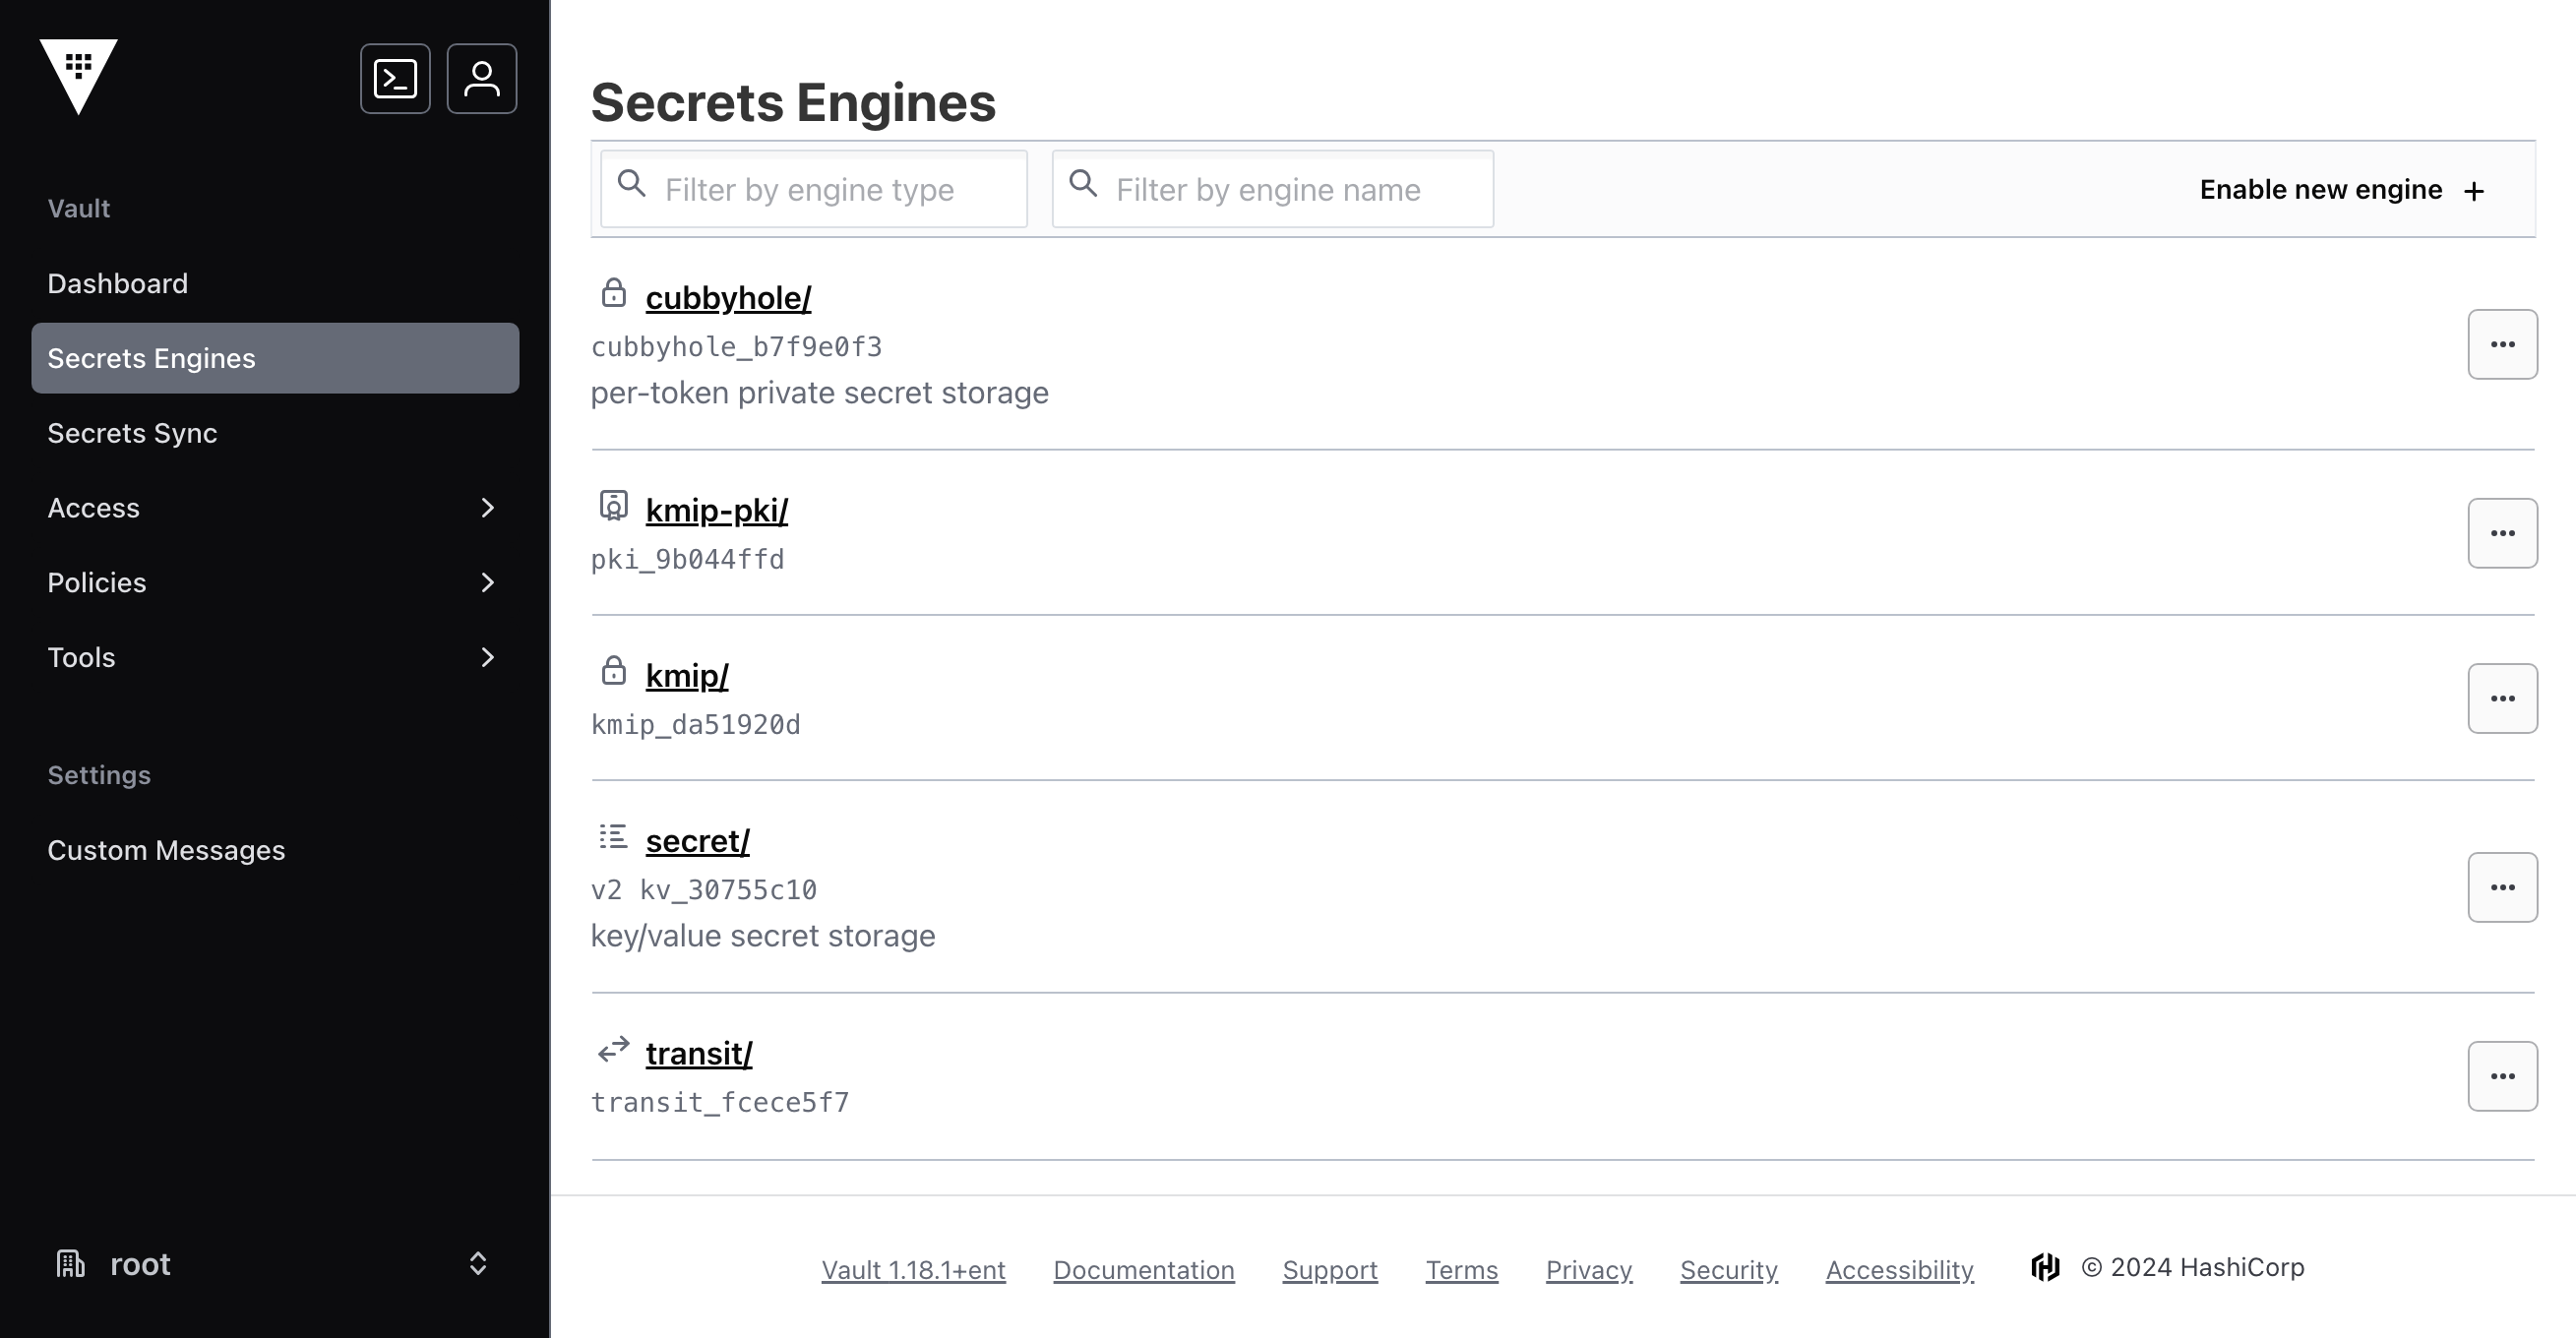 Vault
Dashboard
Secrets Engines
Secrets Sync
Access
Policies
Tools
Settings
Custom Messages
root
Secrets Engines
Filter by engine type
Filter by engine name
Enable new engine +
cubbyhole/
cubbyhole_b7f9e0f3
per-token private secret storage
kmip-pki/
pki_9b044ffd
kmip/
kmip_da51920d
secret/
v2 kv_30755c10
key/value secret storage
transit/
transit_fcece5f7
Vault 1.18.1+ent Documentation Support Terms Privacy Security Accessibility © 2024 HashiCorp